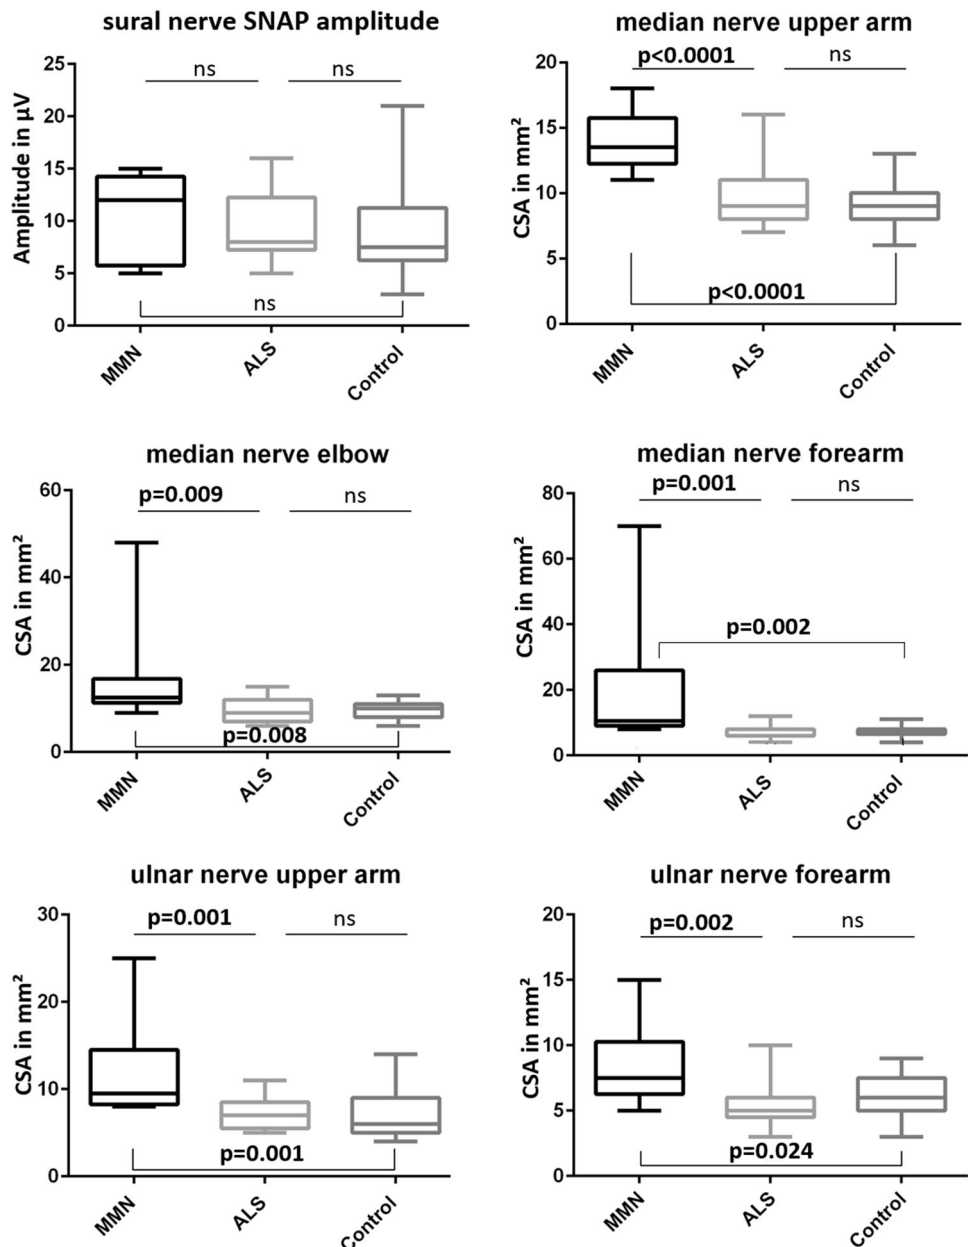 sural nerve SNAP amplitude
Amplitude in µV
25
20
15
10
5
0
ns
ns
ns
MMN
ALS
Control
median nerve upper arm
CSA in mm²
20
15
10
5
0
p<0.0001
ns
p<0.0001
MMN
ALS
Control
median nerve elbow
CSA in mm²
60
40
20
0
p=0.009
ns
p=0.008
MMN
ALS
Control
median nerve forearm
CSA in mm²
80
60
40
20
0
p=0.001
ns
p=0.002
MMN
ALS
Control
ulnar nerve upper arm
CSA in mm²
30
20
10
0
p=0.001
ns
p=0.001
MMN
ALS
Control
ulnar nerve forearm
CSA in mm²
20
15
10
5
0
p=0.002
ns
p=0.024
MMN
ALS
Control